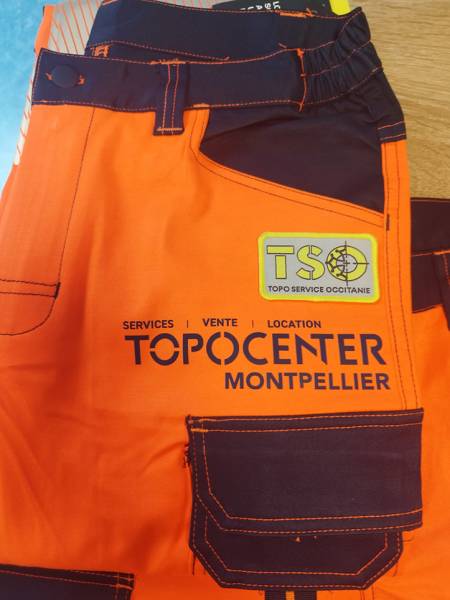 TSO
TOPO SERVICE OCCITANIE
SERVICES | VENTE | LOCATION
TOPOCENTER
MONTPELLIER